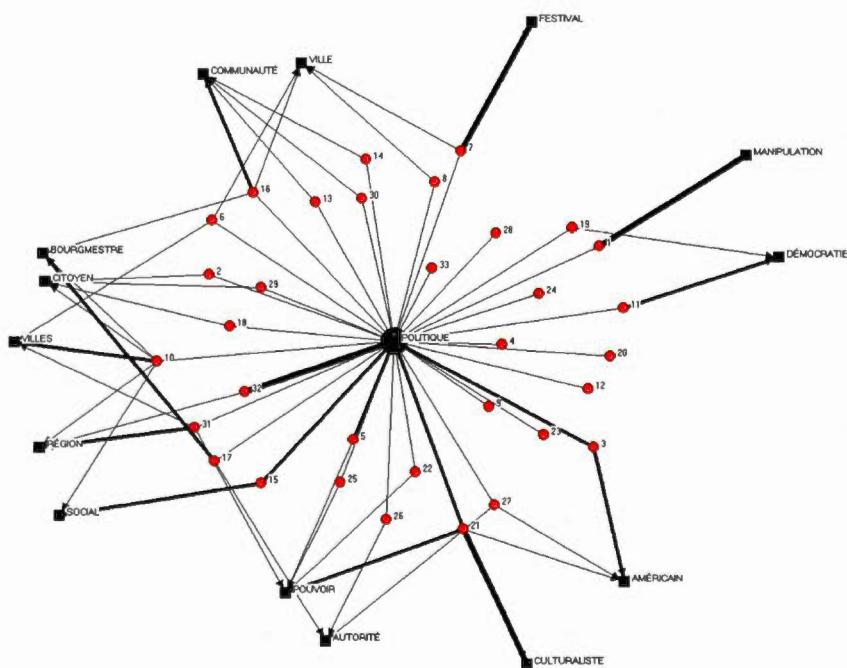 FESTIVAL
VILLE
COMMUNAUTÉ
7
MANIPULATION
14
8
16
30
13
6
19
28
1
BOURGMESTRE
DÉMOCRATIE
33
2
CITOYEN
29
24
11
18
POLITIQUE
VILLES
4
20
10
12
32
9
31
23
5
3
RÉGION
17
22
15
25
27
SOCIAL
26
21
AMÉRICAIN
POUVOIR
AUTORITÉ
CULTURALISTE